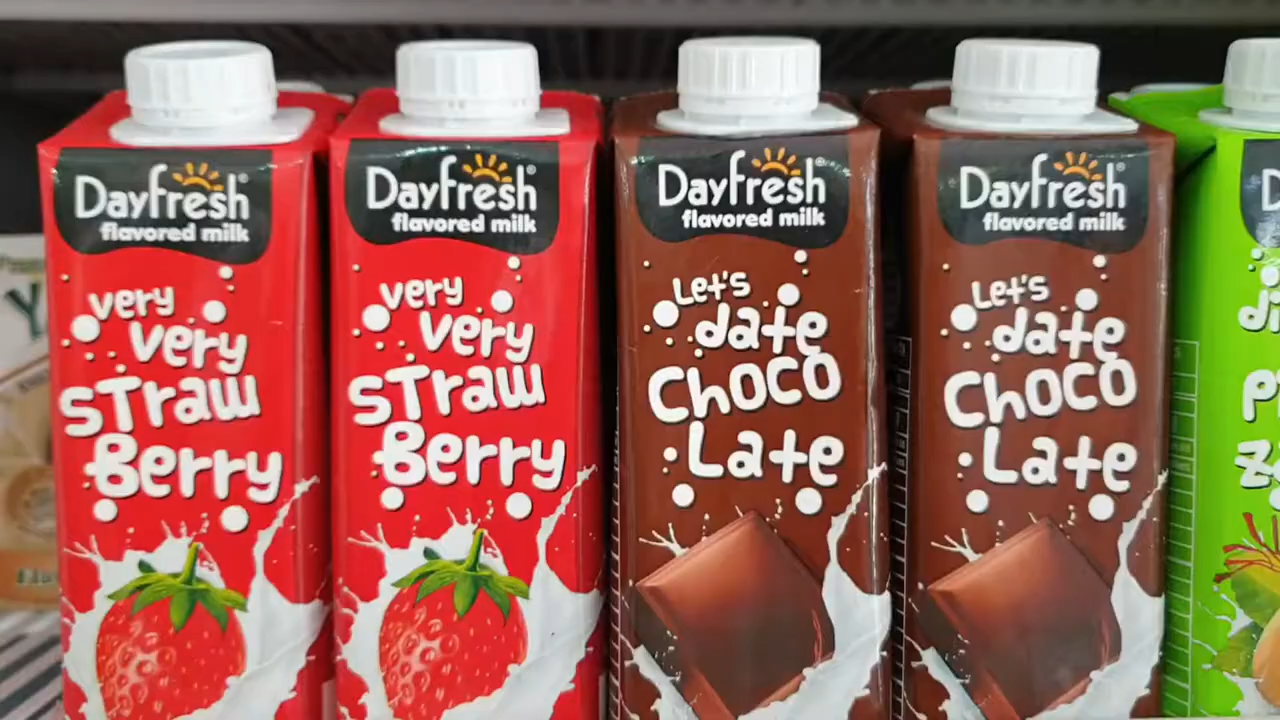 Dayfresh
flavored milk
very
very
STraw
Berry
Dayfresh
flavored milk
very
very
STraw
Berry
Dayfresh
flavored milk
Let's
date
CHOCO
Late
Dayfresh
flavored milk
Let's
date
CHOCO
Late